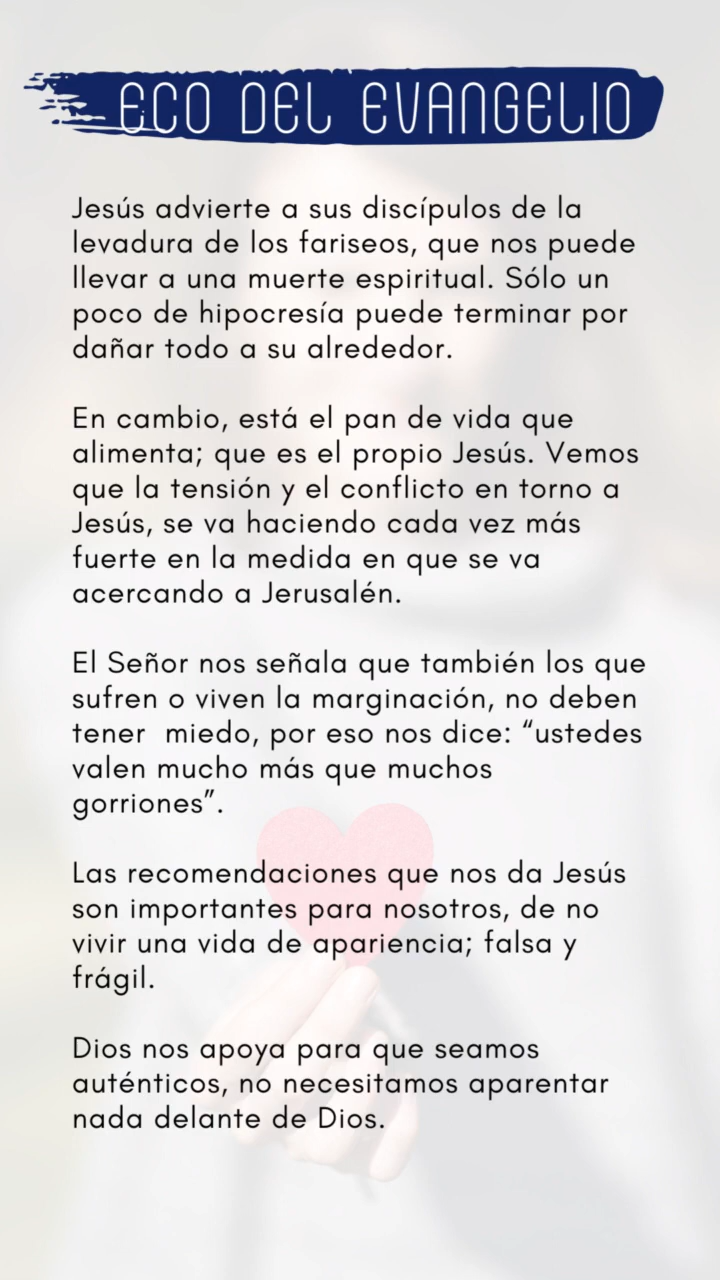 ECO DEL EVANGELIO
Jesús advierte a sus discípulos de la
levadura de los fariseos, que nos puede
llevar a una muerte espiritual. Sólo un
poco de hipocresía puede terminar por
dañar todo a su alrededor.
En cambio, está el pan de vida que
alimenta; que es el propio Jesús. Vemos
que la tensión y el conflicto en torno a
Jesús, se va haciendo cada vez más
fuerte en la medida en que se va
acercando a Jerusalén.
El Señor nos señala que también los que
sufren o viven la marginación, no deben
tener  miedo, por eso nos dice: “ustedes
valen mucho más que muchos
gorriones”.
Las recomendaciones que nos da Jesús
son importantes para nosotros, de no
vivir una vida de apariencia; falsa y
frágil.
Dios nos apoya para que seamos
auténticos, no necesitamos aparentar
nada delante de Dios.